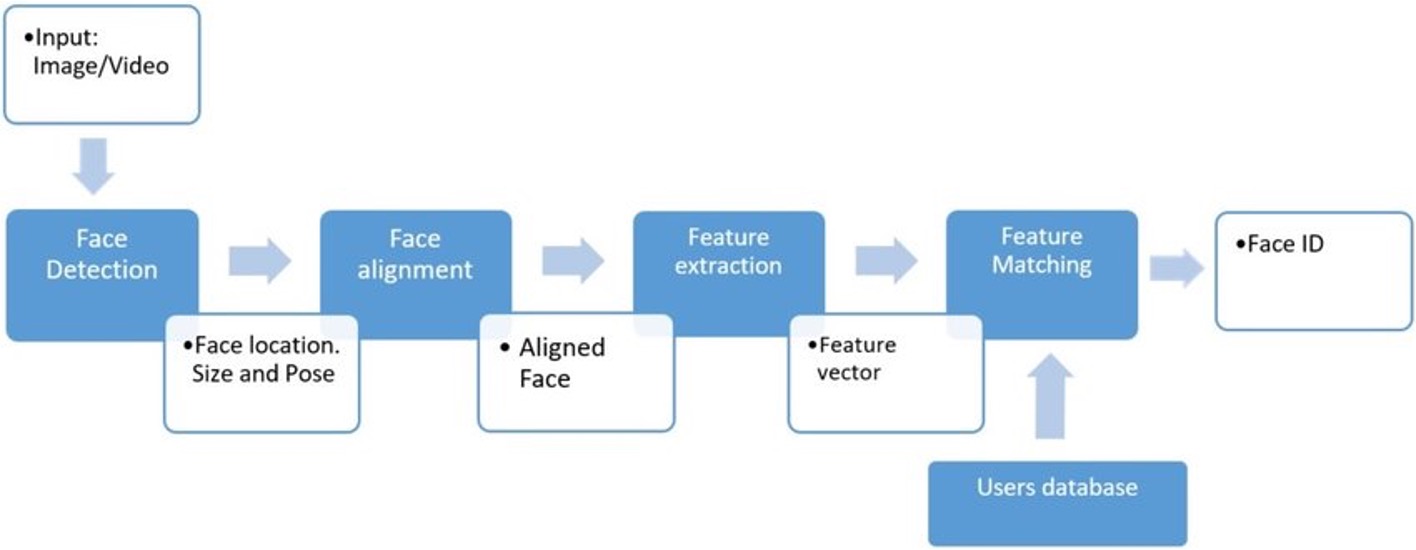 •Input:
Image/Video
Face
Detection
•Face location.
Size and Pose
Face
alignment
• Aligned
Face
Feature
extraction
•Feature
vector
Feature
Matching
•Face ID
Users database